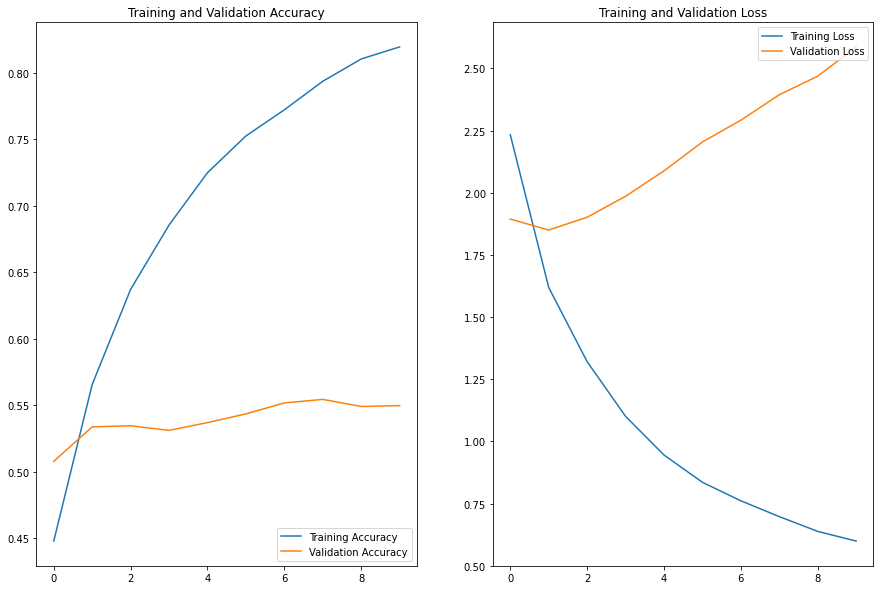 Training and Validation Accuracy
0.80
0.75
0.70
0.65
0.60
0.55
0.50
0.45
0 2 4 6 8
Training Accuracy
Validation Accuracy
Training and Validation Loss
2.50
2.25
2.00
1.75
1.50
1.25
1.00
0.75
0.50
0 2 4 6 8
Training Loss
Validation Loss